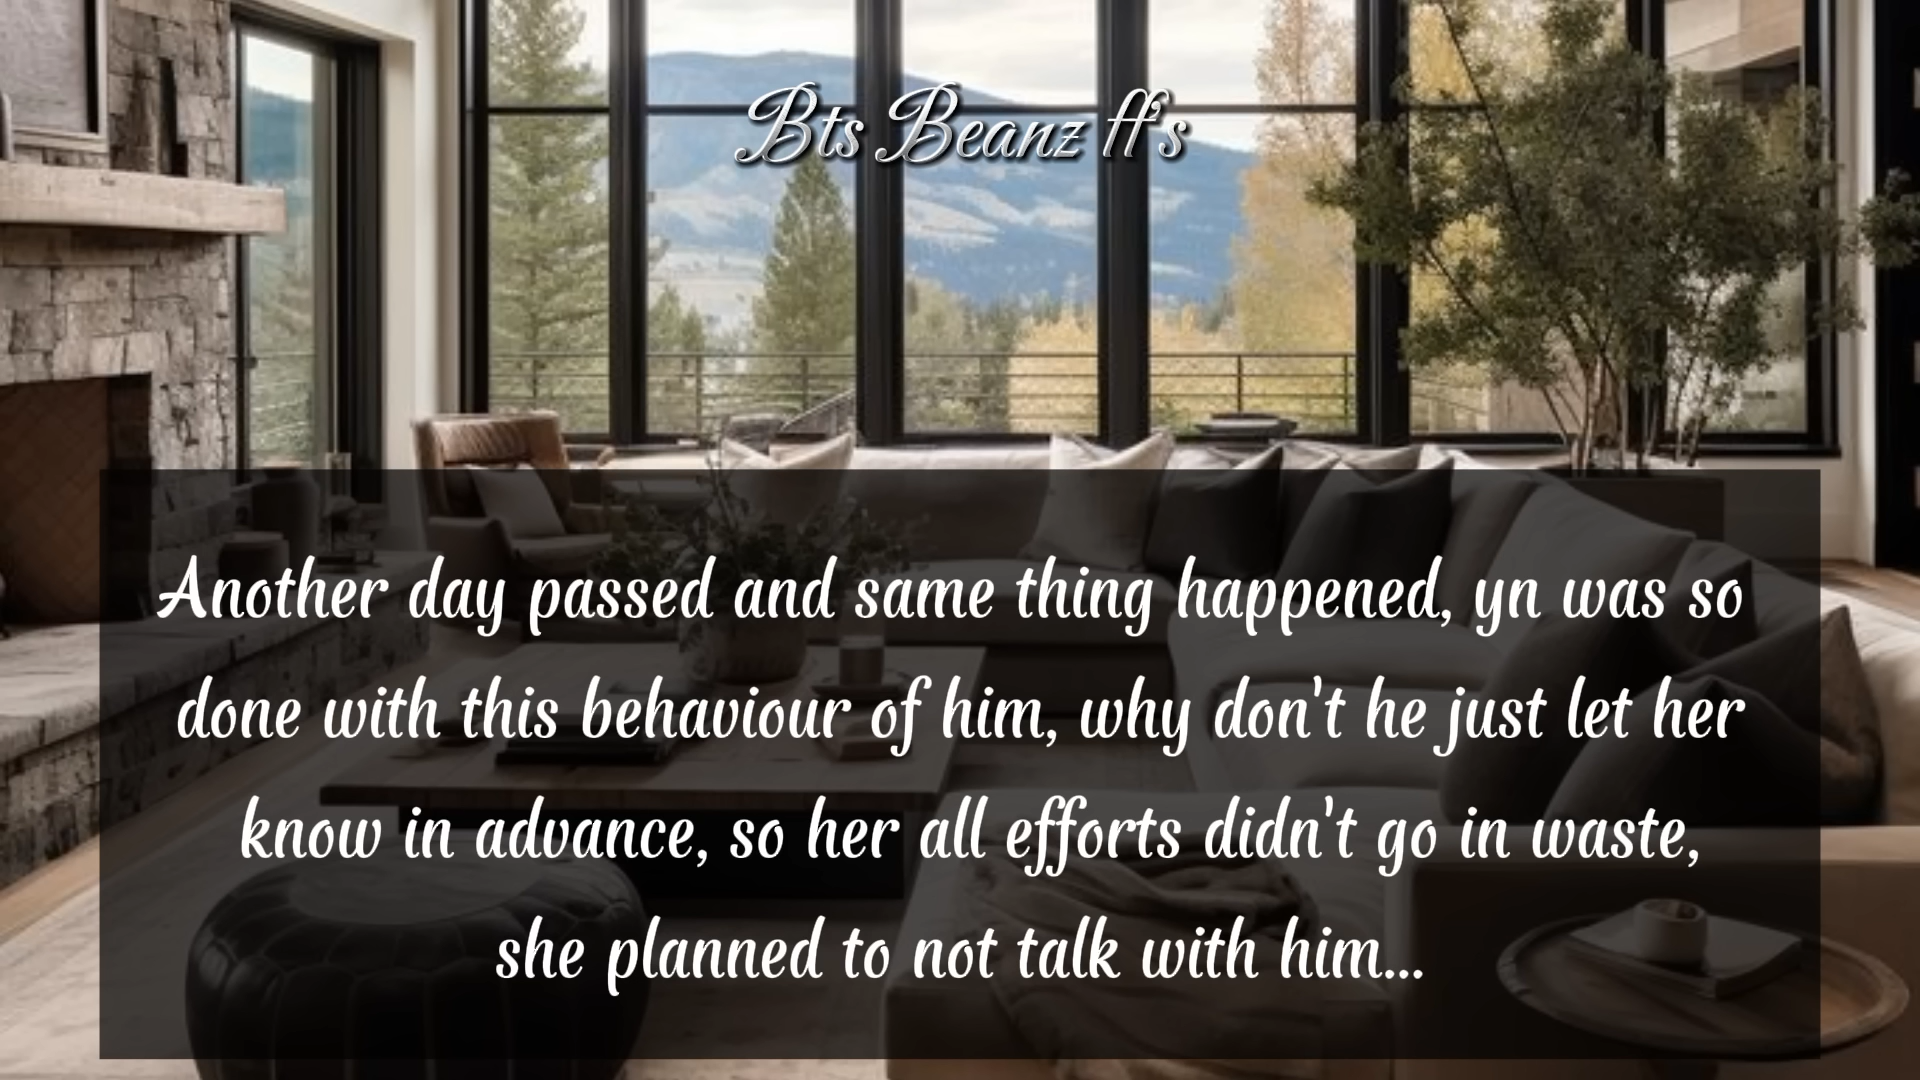 Bts Beanz ff's
Another day passed and same thing happened, yn was so
done with this behaviour of him, why don't he just let her
know in advance, so her all efforts didn't go in waste,
she planned to not talk with him...